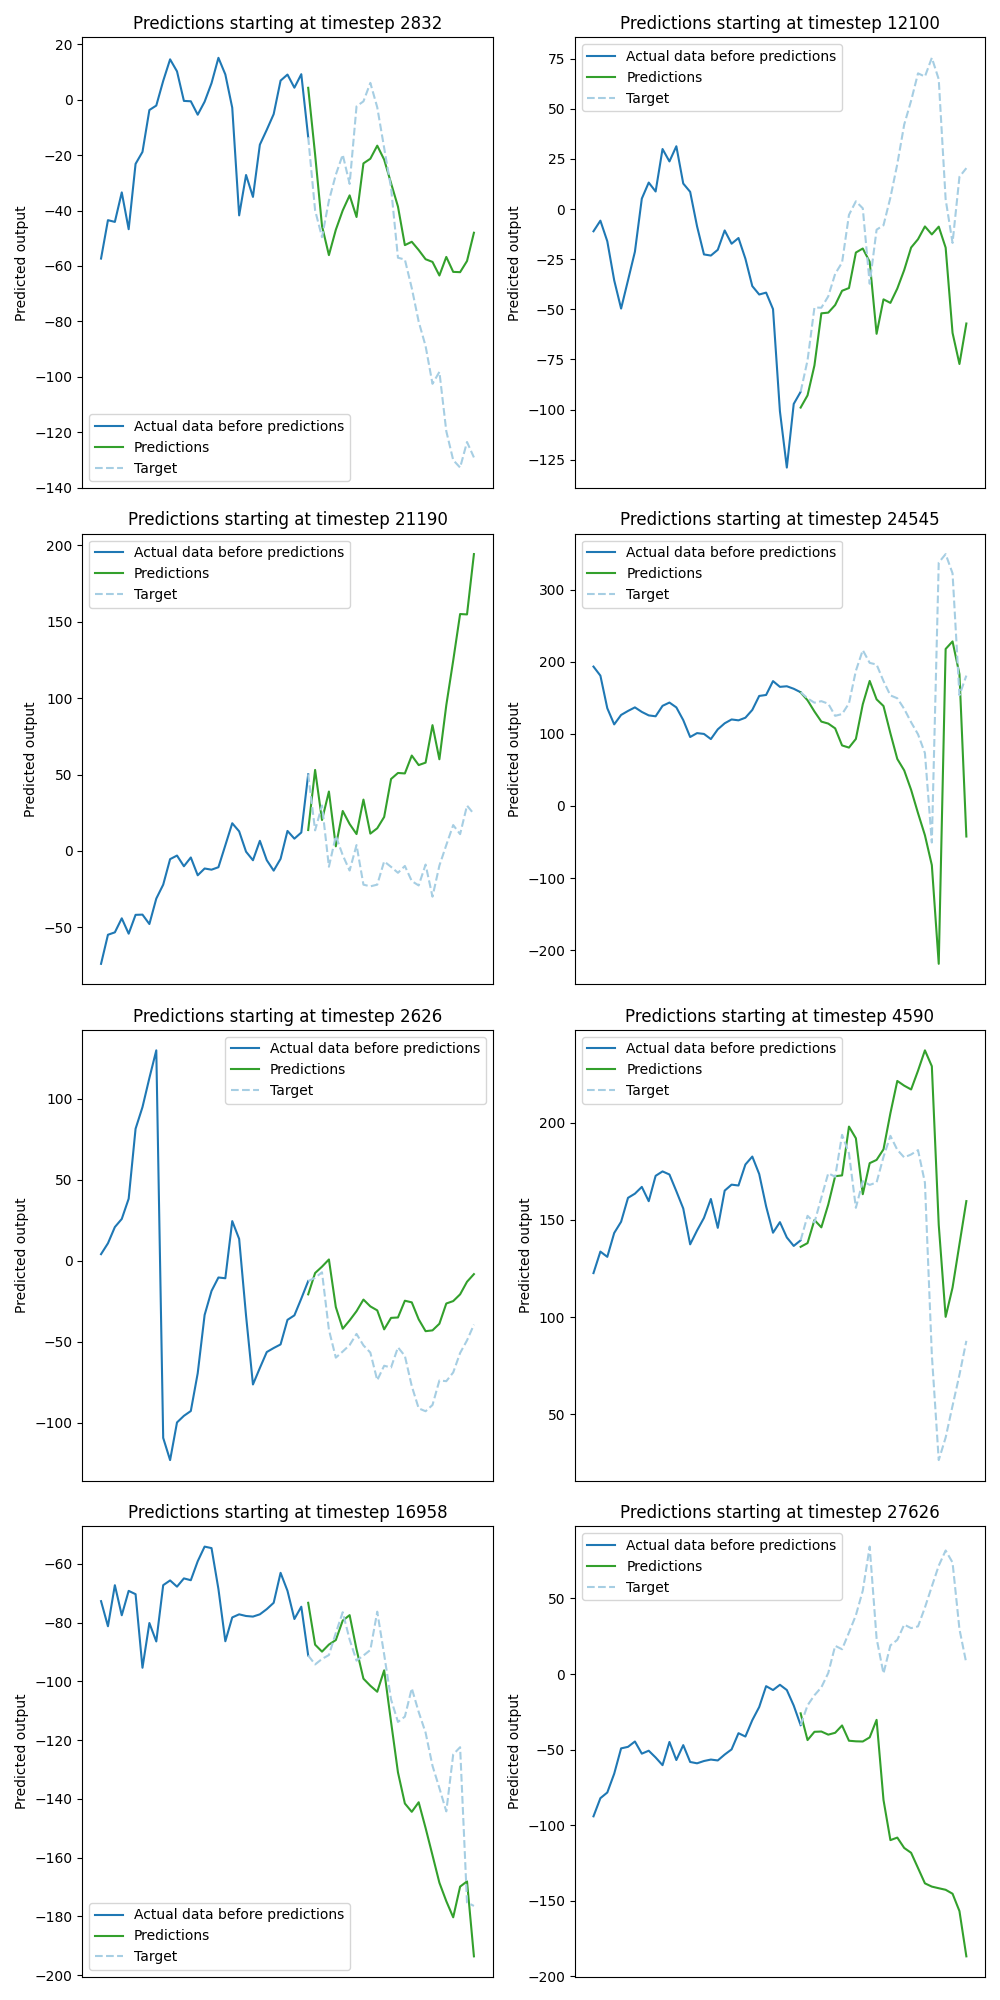 Predictions starting at timestep 2832
20
0
−20
−40
−60
−80
−100
−120
−140
Predicted output
Actual data before predictions
Predictions
Target
Predictions starting at timestep 12100
75
50
25
0
−25
−50
−75
−100
−125
Predicted output
Actual data before predictions
Predictions
Target
Predictions starting at timestep 21190
200
150
100
50
0
−50
Predicted output
Actual data before predictions
Predictions
Target
Predictions starting at timestep 24545
300
200
100
0
−100
−200
Predicted output
Actual data before predictions
Predictions
Target
Predictions starting at timestep 2626
100
50
0
−50
−100
Predicted output
Actual data before predictions
Predictions
Target
Predictions starting at timestep 4590
200
150
100
50
Predicted output
Actual data before predictions
Predictions
Target
Predictions starting at timestep 16958
−60
−80
−100
−120
−140
−160
−180
−200
Predicted output
Actual data before predictions
Predictions
Target
Predictions starting at timestep 27626
50
0
−50
−100
−150
−200
Predicted output
Actual data before predictions
Predictions
Target